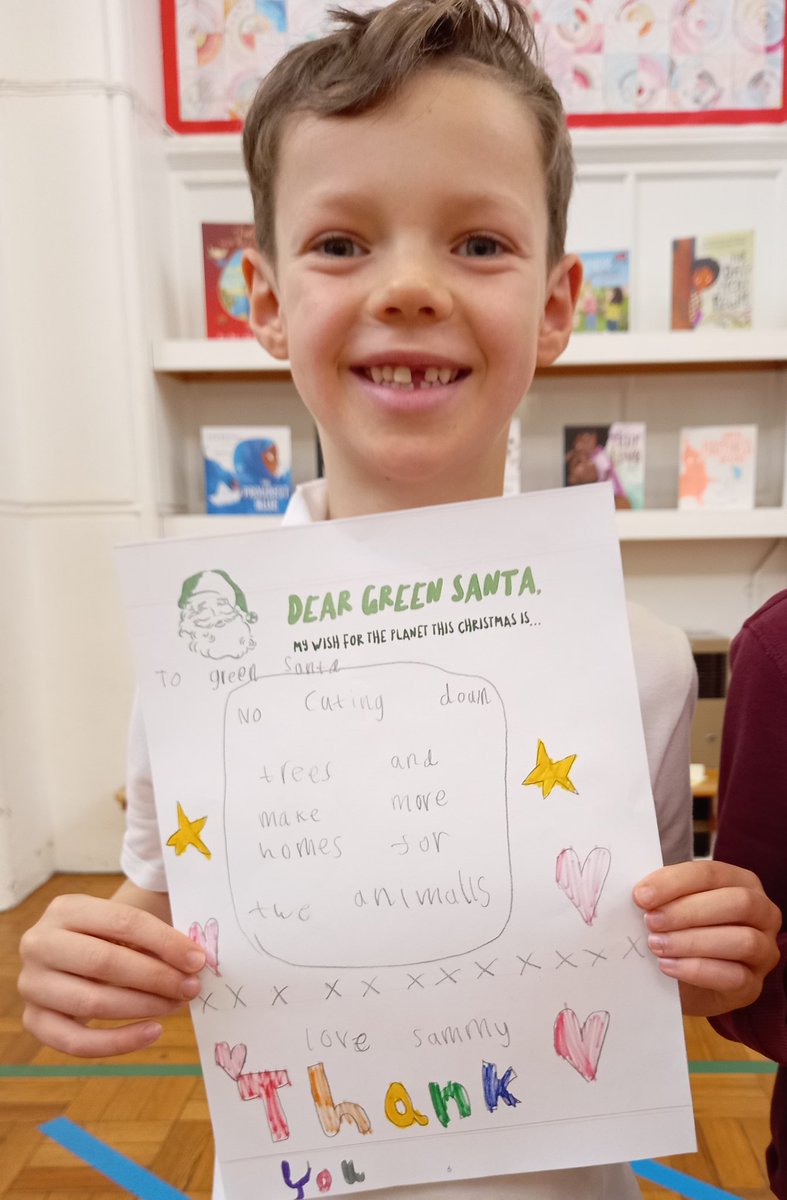 DEAR GREEN SANTA,
MY WISH FOR THE PLANET THIS CHRISTMAS IS...
TO green Santa
NO Cuting down
trees and
make more
homes for
the animalls
X X X X X X X X X X X X
love Sammy
Thank
You